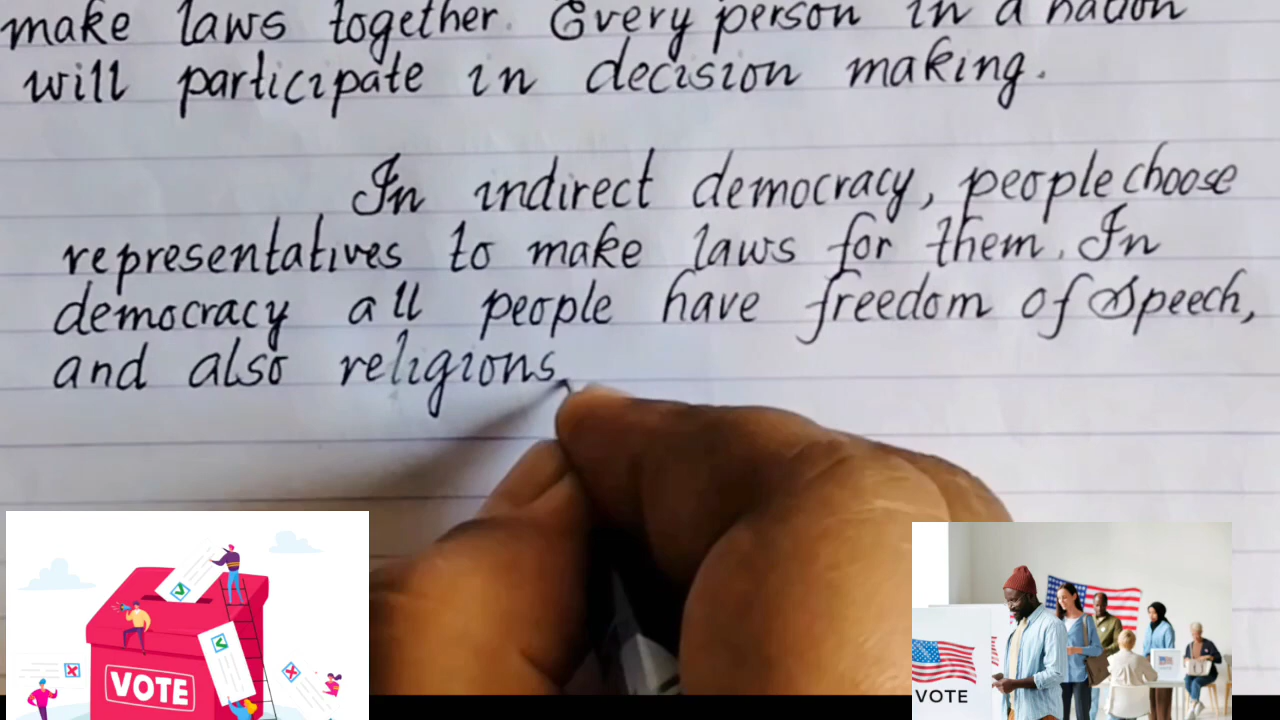 make laws together. Every person in a nation
will participate in decision making.
In indirect democracy, people choose
representatives to make laws for them. In
democracy all people have freedom of Speech,
and also religions
VOTE
VOTE